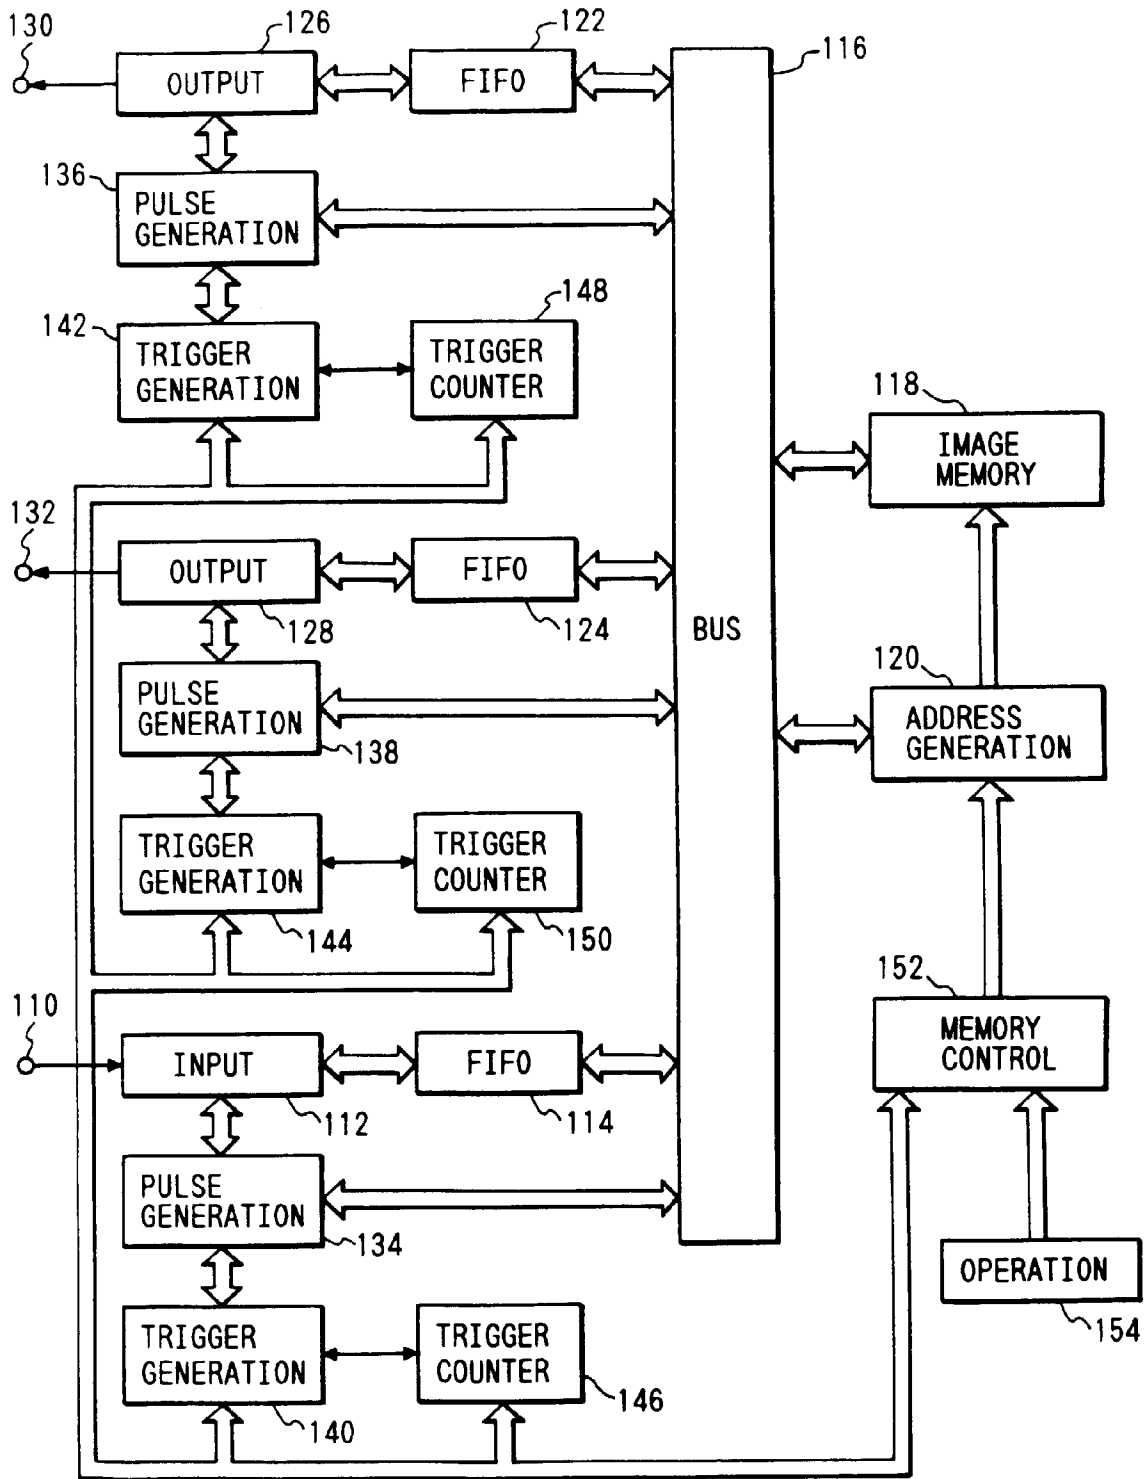 130
126
122
116
OUTPUT
FIFO
136
PULSE
GENERATION
148
142
TRIGGER
GENERATION
TRIGGER
COUNTER
118
IMAGE
MEMORY
132
OUTPUT
FIFO
128
124
BUS
120
PULSE
GENERATION
138
ADDRESS
GENERATION
TRIGGER
GENERATION
TRIGGER
COUNTER
144
150
152
110
INPUT
FIFO
MEMORY
CONTROL
112
114
PULSE
GENERATION
134
OPERATION
154
TRIGGER
GENERATION
TRIGGER
COUNTER
146
140